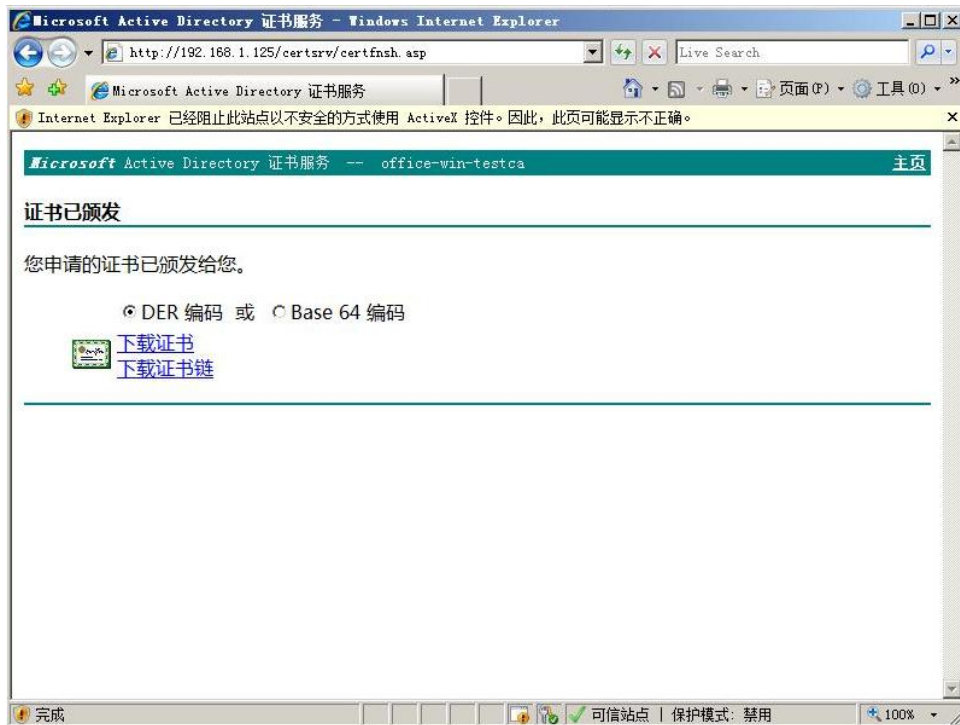 Microsoft Active Directory 证书服务 - Windows Internet Explorer
http://192.168.1.125/certsrv/certfnsh.asp Live Search
Microsoft Active Directory 证书服务 页面(P) 工具(O) »
Internet Explorer 已经阻止此站点以不安全的方式使用 ActiveX 控件。因此，此页可能显示不正确。
Microsoft Active Directory 证书服务 -- office-win-testca 主页
证书已颁发
您申请的证书已颁发给您。
DER 编码 或 Base 64 编码
下载证书
下载证书链
完成 可信站点 | 保护模式: 禁用 100%